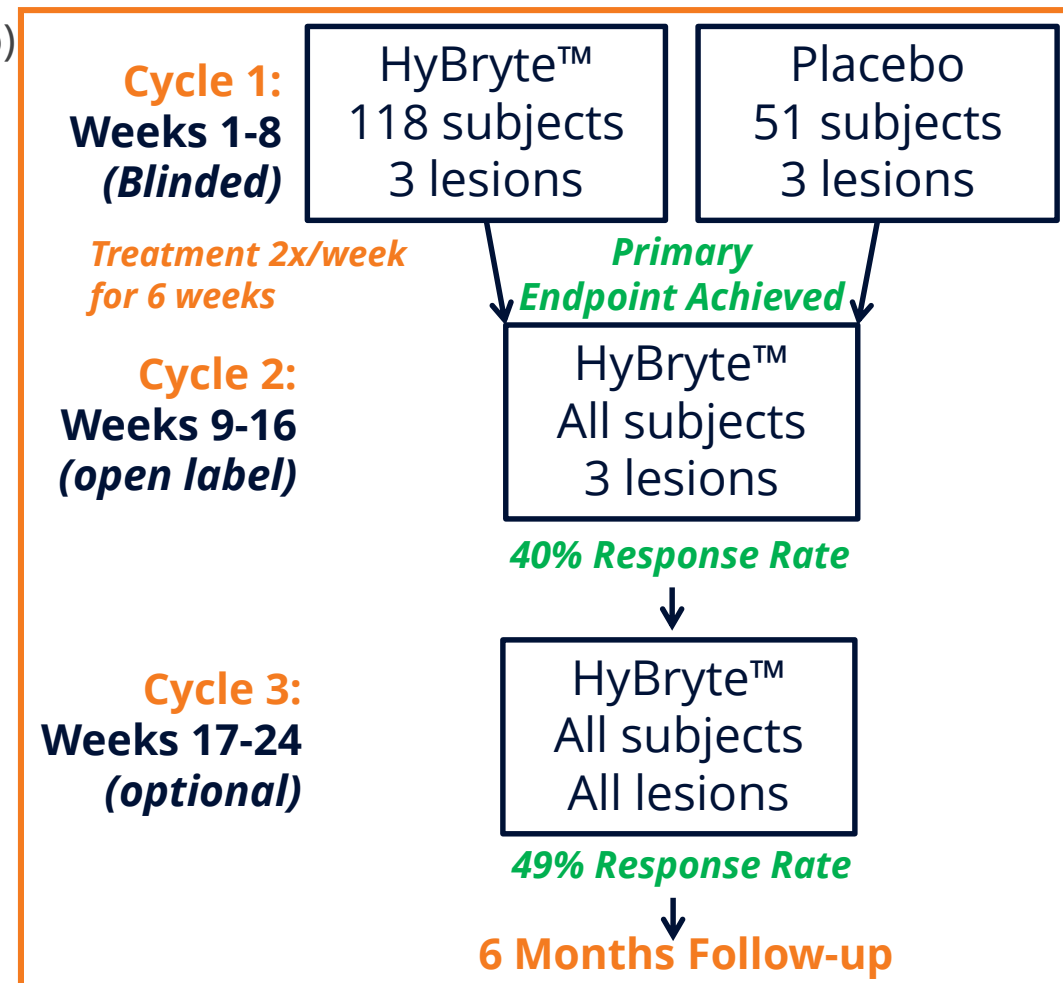 )
Cycle 1:
Weeks 1-8
(Blinded)
HyBryte™
118 subjects
3 lesions
Placebo
51 subjects
3 lesions
Treatment 2x/week
for 6 weeks
Primary
Endpoint Achieved
Cycle 2:
Weeks 9-16
(open label)
HyBryte™
All subjects
3 lesions
40% Response Rate
Cycle 3:
Weeks 17-24
(optional)
HyBryte™
All subjects
All lesions
49% Response Rate
6 Months Follow-up